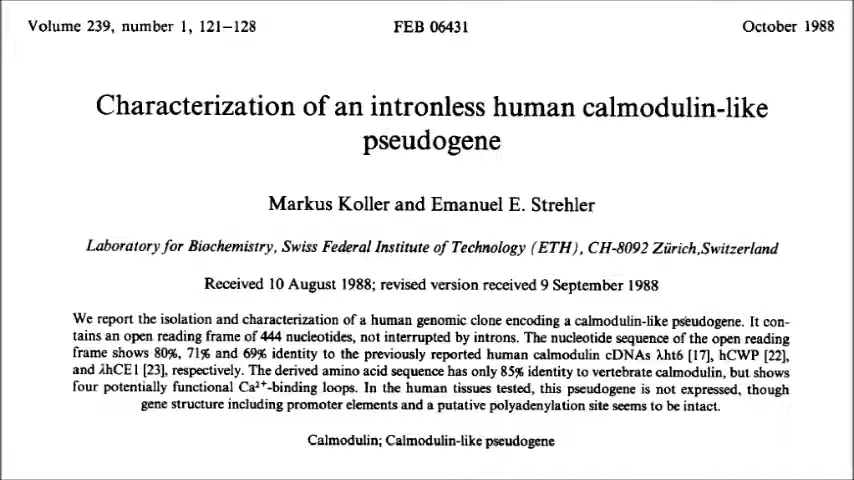 Volume 239, number 1, 121–128 FEB 06431 October 1988
Characterization of an intronless human calmodulin-like
pseudogene
Markus Koller and Emanuel E. Strehler
Laboratory for Biochemistry, Swiss Federal Institute of Technology (ETH), CH-8092 Zürich,Switzerland
Received 10 August 1988; revised version received 9 September 1988
We report the isolation and characterization of a human genomic clone encoding a calmodulin-like pseudogene. It con-
tains an open reading frame of 444 nucleotides, not interrupted by introns. The nucleotide sequence of the open reading
frame shows 80%, 71% and 69% identity to the previously reported human calmodulin cDNAs λht6 [17], hCWP [22],
and λhCE1 [23], respectively. The derived amino acid sequence has only 85% identity to vertebrate calmodulin, but shows
four potentially functional Ca²⁺-binding loops. In the human tissues tested, this pseudogene is not expressed, though
gene structure including promoter elements and a putative polyadenylation site seems to be intact.
Calmodulin; Calmodulin-like pseudogene